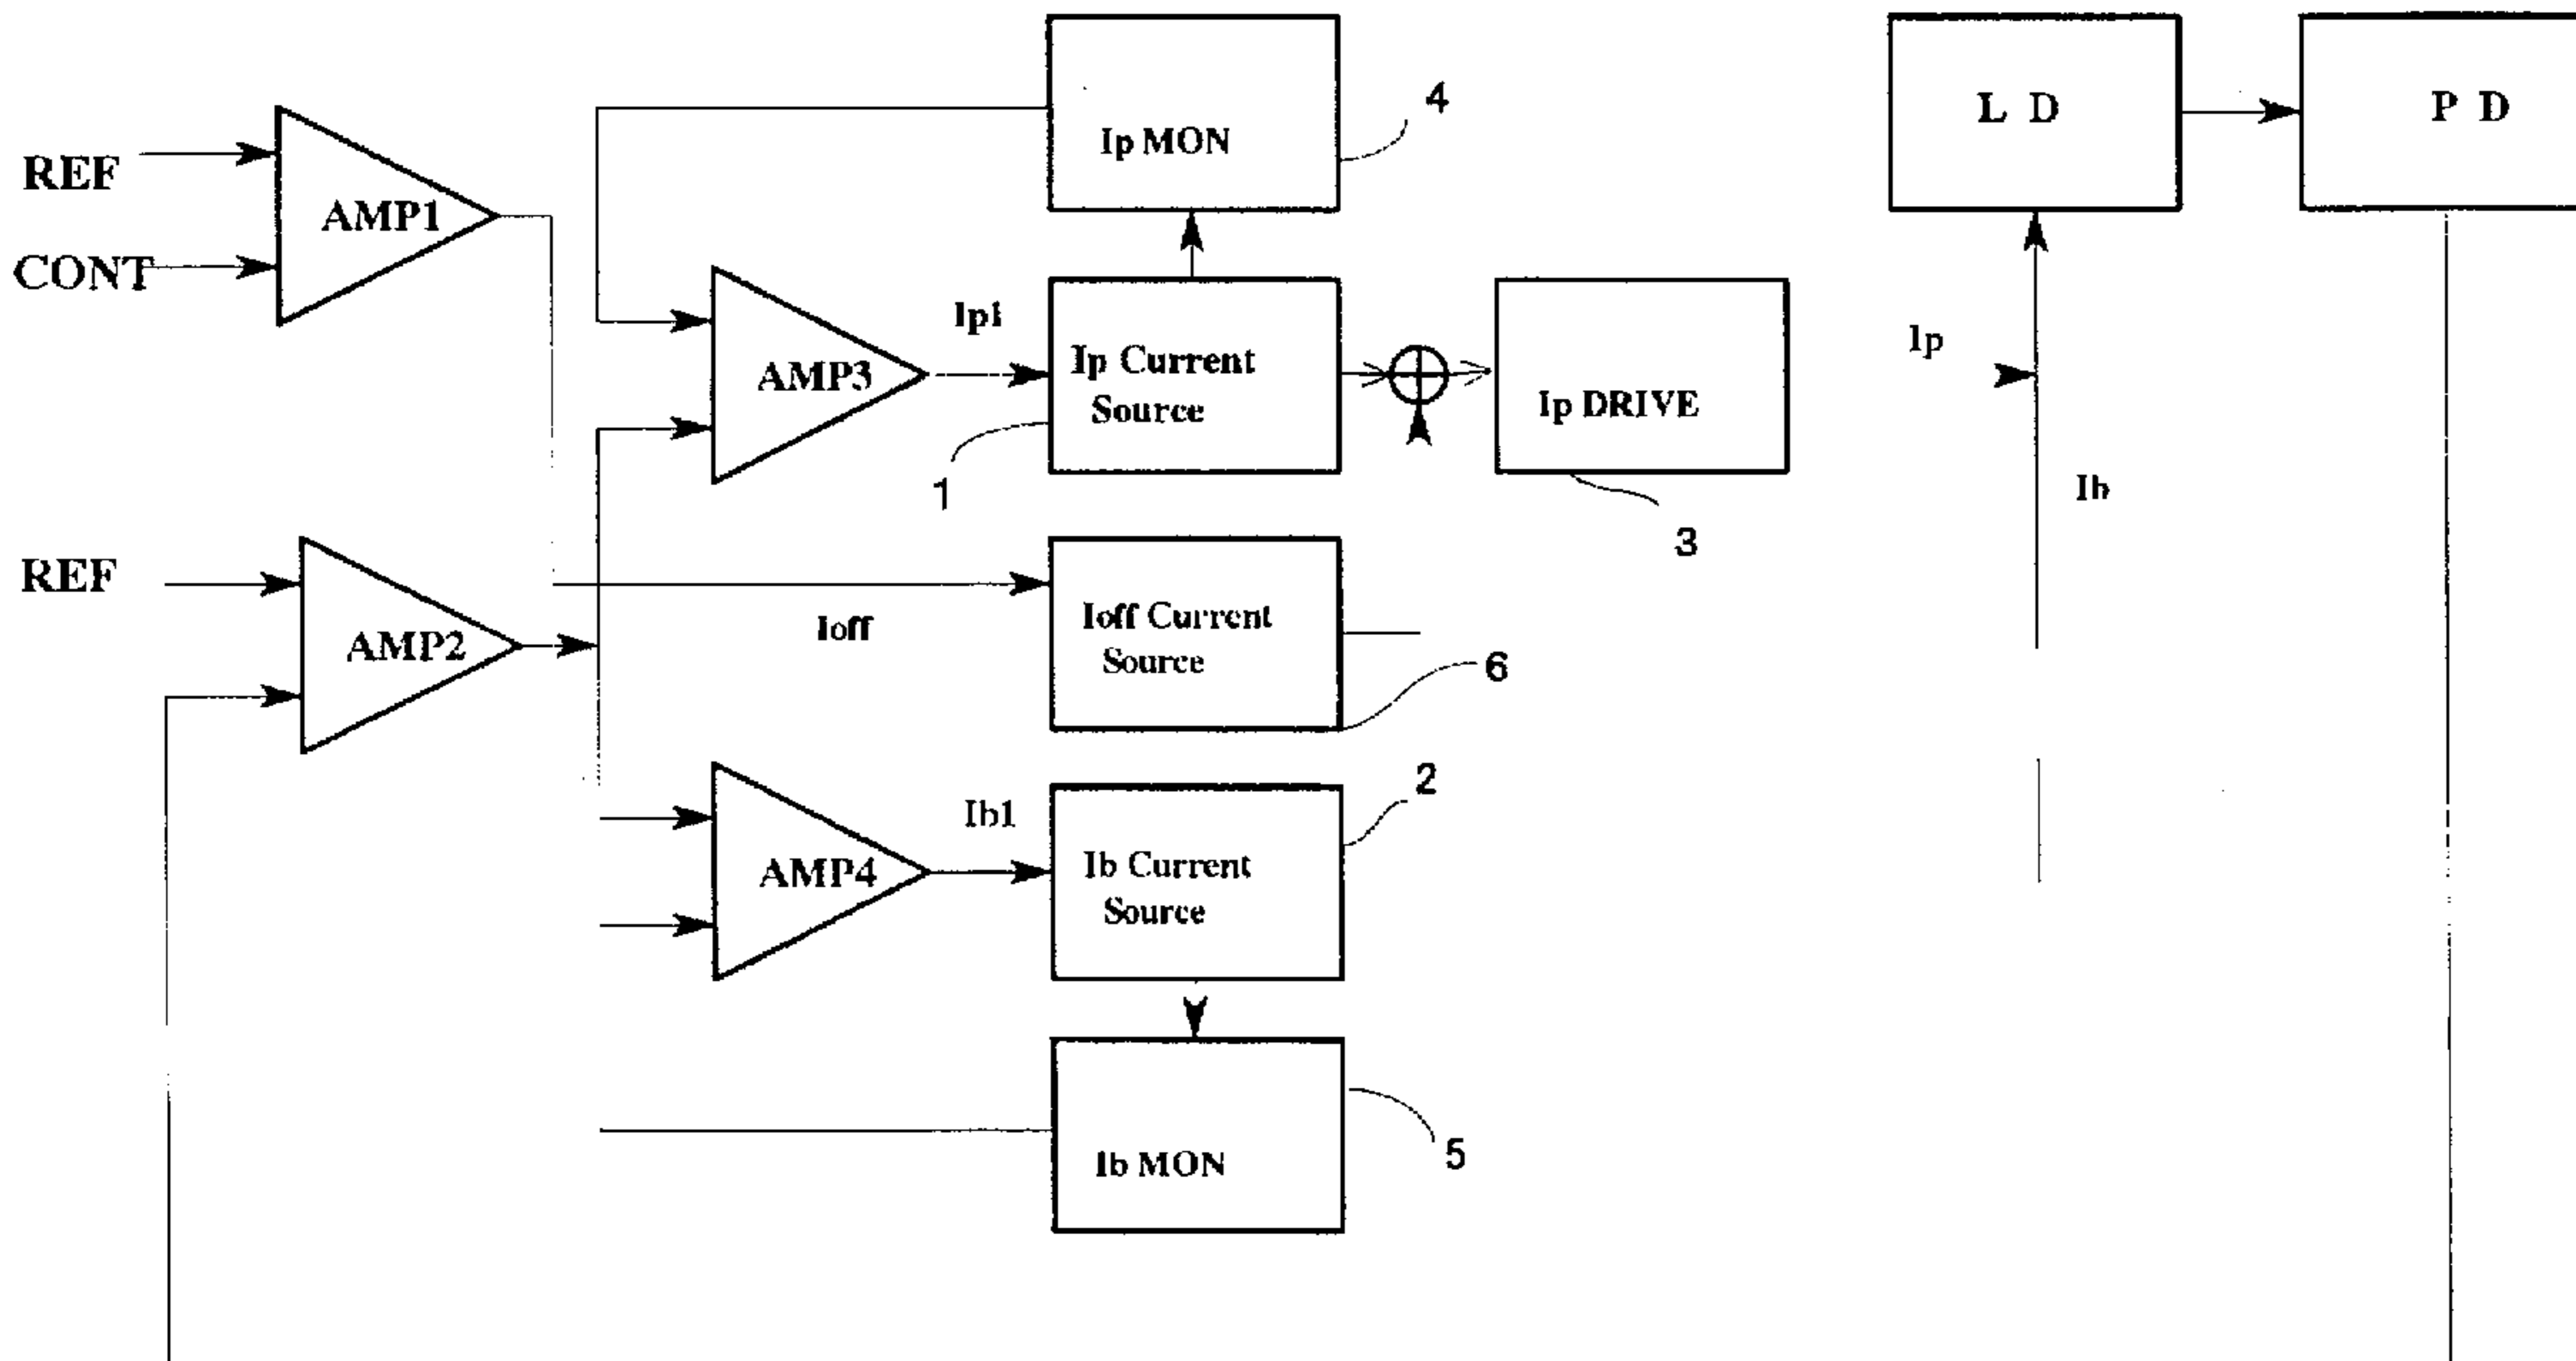 Ip MON
4
L D
P D
REF
CONT
AMP1
Ip1
AMP3
Ip Current
Source
1
Ip DRIVE
3
Ip
Ib
REF
AMP2
Ioff
Ioff Current
Source
6
AMP4
Ib1
Ib Current
Source
2
Ib MON
5